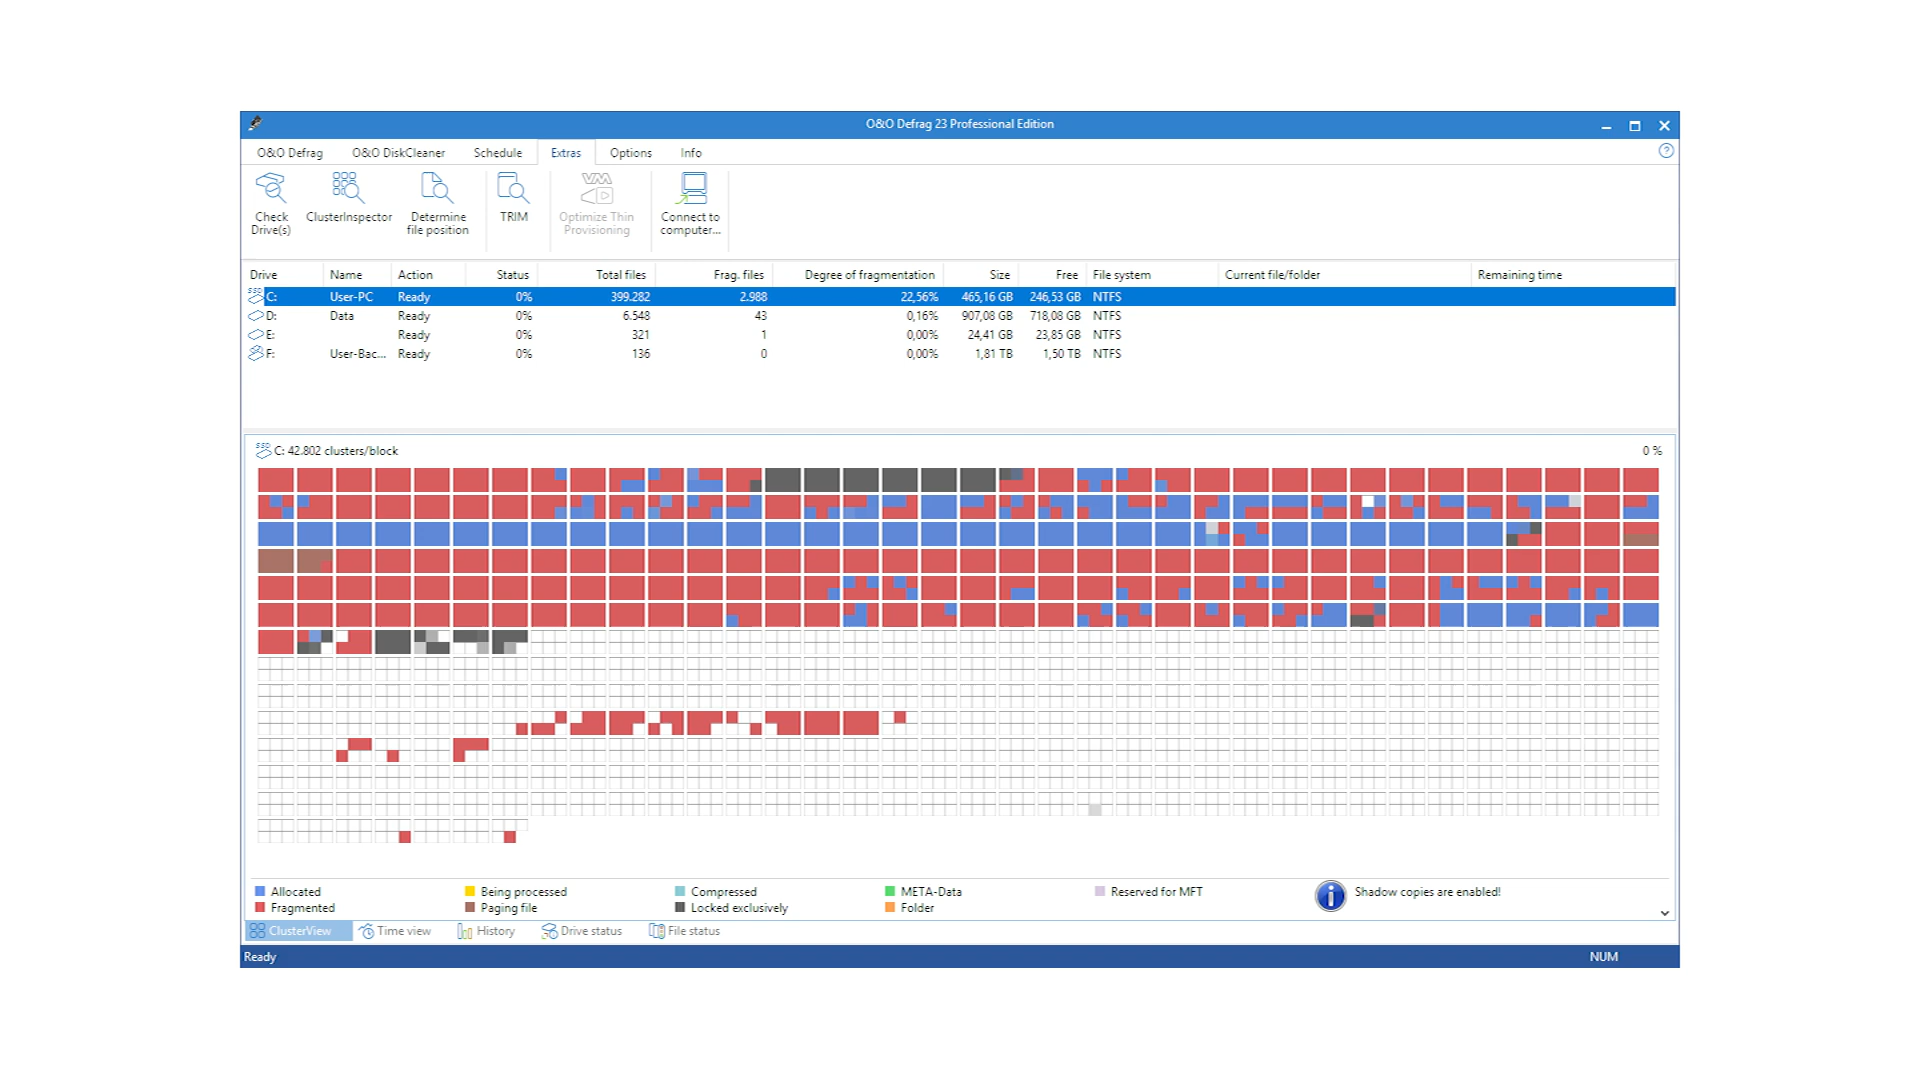 O&O Defrag 23 Professional Edition
O&O Defrag O&O DiskCleaner Schedule Extras Options Info
Check Drive(s)
ClusterInspector
Determine file position
TRIM
Optimize Thin Provisioning
Connect to computer...
Drive Name Action Status Total files Frag. files Degree of fragmentation Size Free File system Current file/folder Remaining time
SSD C: User-PC Ready 0% 399.282 2.988 22,56% 465,16 GB 246,53 GB NTFS
D: Data Ready 0% 6.548 43 0,16% 907,08 GB 718,08 GB NTFS
E: Ready 0% 321 1 0,00% 24,41 GB 23,85 GB NTFS
F: User-Bac... Ready 0% 136 0 0,00% 1,81 TB 1,50 TB NTFS
SSD C: 42.802 clusters/block 0 %
Allocated Being processed Compressed META-Data Reserved for MFT Shadow copies are enabled!
Fragmented Paging file Locked exclusively Folder
ClusterView Time view History Drive status File status
Ready NUM